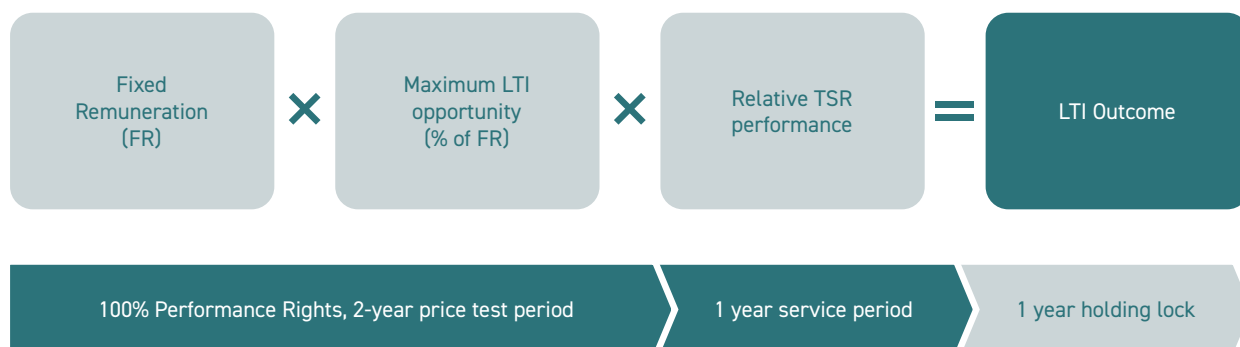 Fixed
Remuneration
(FR)
×
Maximum LTI
opportunity
(% of FR)
×
Relative TSR
performance
=
LTI Outcome
100% Performance Rights, 2-year price test period
1 year service period
1 year holding lock